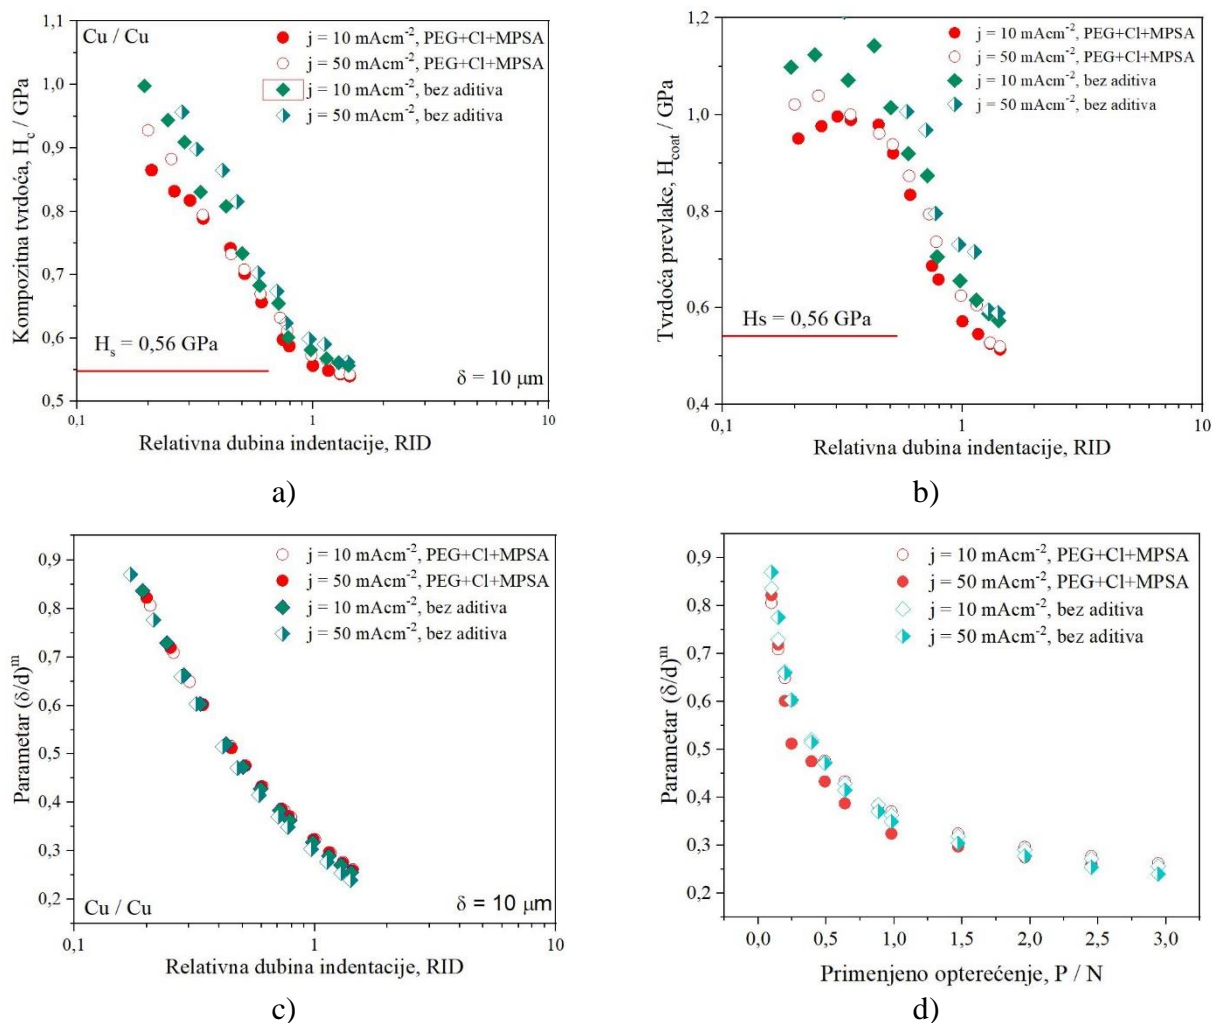 Cu / Cu
j = 10 mAcm⁻², PEG+Cl+MPSA
j = 50 mAcm⁻², PEG+Cl+MPSA
j = 10 mAcm⁻², bez aditiva
j = 50 mAcm⁻², bez aditiva
Kompozitna tvrdoća, H_c / GPa
1,1
1,0
0,9
0,8
0,7
0,6
0,5
H_s = 0,56 GPa
δ = 10 μm
0,1
1
10
Relativna dubina indentacije, RID
a)
j = 10 mAcm⁻², PEG+Cl+MPSA
j = 50 mAcm⁻², PEG+Cl+MPSA
j = 10 mAcm⁻², bez aditiva
j = 50 mAcm⁻², bez aditiva
Tvrdoća prevlake, H_coat / GPa
1,2
1,0
0,8
0,6
0,4
Hs = 0,56 GPa
0,1
1
10
Relativna dubina indentacije, RID
b)
j = 10 mAcm⁻², PEG+Cl+MPSA
j = 50 mAcm⁻², PEG+Cl+MPSA
j = 10 mAcm⁻², bez aditiva
j = 50 mAcm⁻², bez aditiva
Parametar (δ/d)ᵐ
0,9
0,8
0,7
0,6
0,5
0,4
0,3
0,2
Cu / Cu
δ = 10 μm
0,1
1
10
Relativna dubina indentacije, RID
c)
j = 10 mAcm⁻², PEG+Cl+MPSA
j = 50 mAcm⁻², PEG+Cl+MPSA
j = 10 mAcm⁻², bez aditiva
j = 50 mAcm⁻², bez aditiva
Parametar (δ/d)ᵐ
0,9
0,8
0,7
0,6
0,5
0,4
0,3
0,2
0,0
0,5
1,0
1,5
2,0
2,5
3,0
Primenjeno opterećenje, P / N
d)